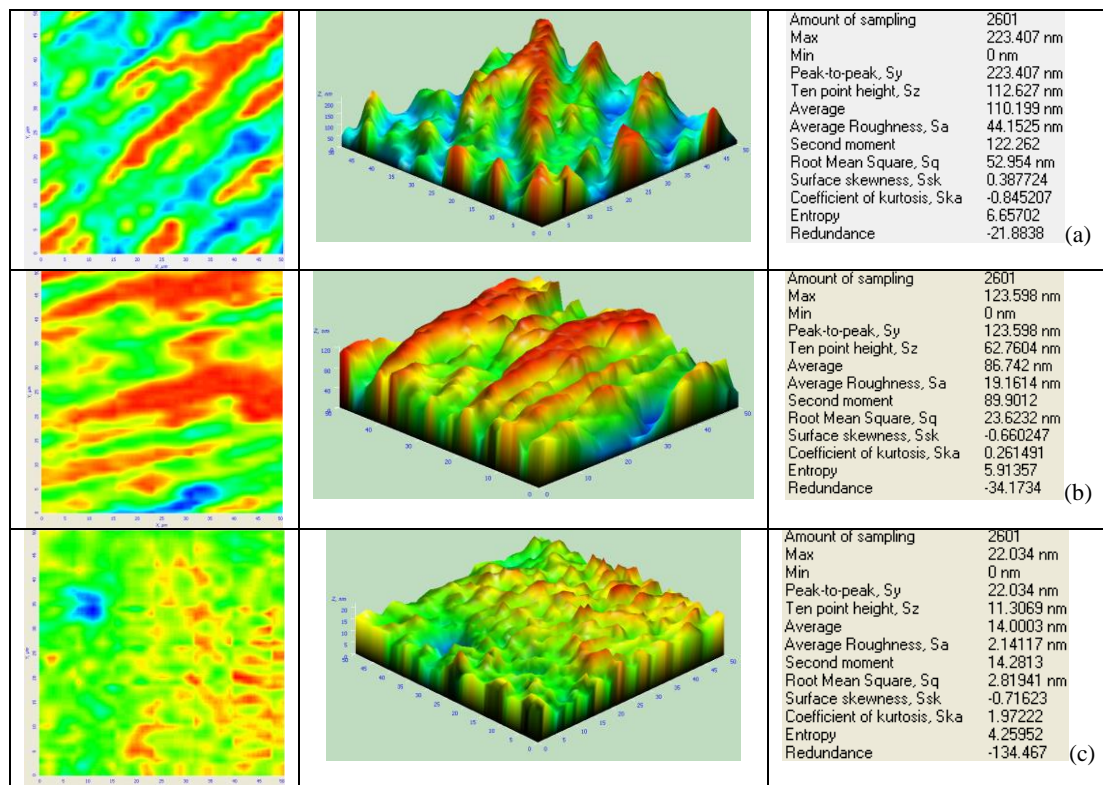 Amount of sampling 2601
Max 223.407 nm
Min 0 nm
Peak-to-peak, Sy 223.407 nm
Ten point height, Sz 112.627 nm
Average 110.199 nm
Average Roughness, Sa 44.1525 nm
Second moment 122.262
Root Mean Square, Sq 52.954 nm
Surface skewness, Ssk 0.387724
Coefficient of kurtosis, Ska -0.845207
Entropy 6.65702
Redundance -21.8838
(a)
Amount of sampling 2601
Max 123.598 nm
Min 0 nm
Peak-to-peak, Sy 123.598 nm
Ten point height, Sz 62.7604 nm
Average 86.742 nm
Average Roughness, Sa 19.1614 nm
Second moment 89.9012
Root Mean Square, Sq 23.6232 nm
Surface skewness, Ssk -0.660247
Coefficient of kurtosis, Ska 0.261491
Entropy 5.91357
Redundance -34.1734
(b)
Amount of sampling 2601
Max 22.034 nm
Min 0 nm
Peak-to-peak, Sy 22.034 nm
Ten point height, Sz 11.3069 nm
Average 14.0003 nm
Average Roughness, Sa 2.14117 nm
Second moment 14.2813
Root Mean Square, Sq 2.81941 nm
Surface skewness, Ssk -0.71623
Coefficient of kurtosis, Ska 1.97222
Entropy 4.25952
Redundance -134.467
(c)